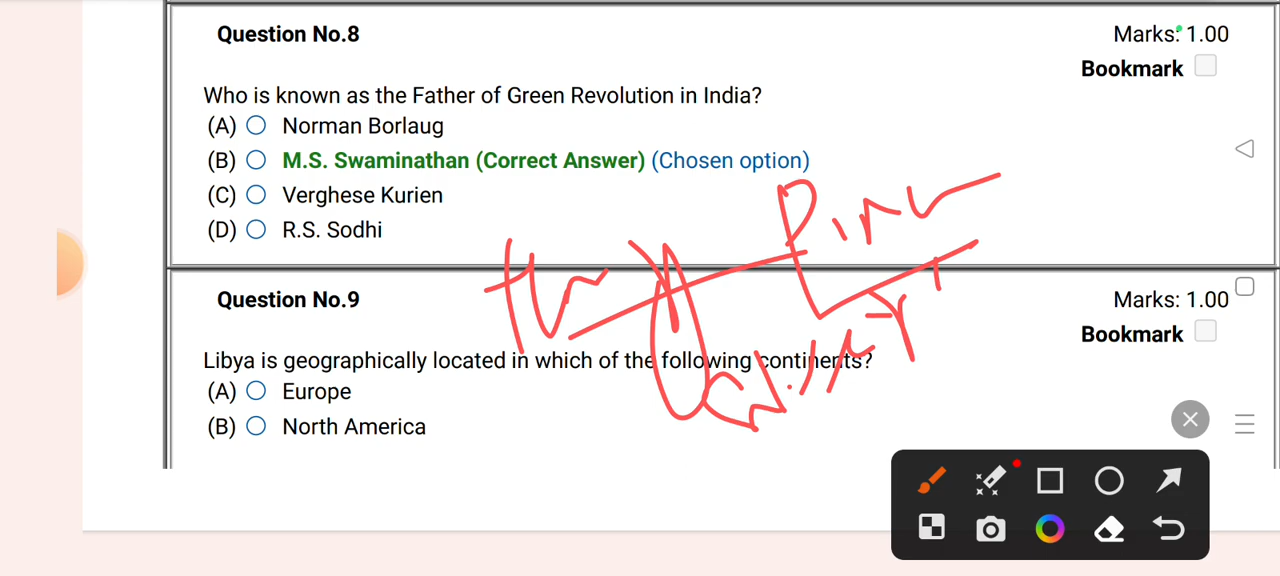 Question No.8
Marks: 1.00
Bookmark
Who is known as the Father of Green Revolution in India?
(A) Norman Borlaug
(B) M.S. Swaminathan (Correct Answer) (Chosen option)
(C) Verghese Kurien
(D) R.S. Sodhi
Question No.9
Marks: 1.00
Bookmark
Libya is geographically located in which of the following continents?
(A) Europe
(B) North America